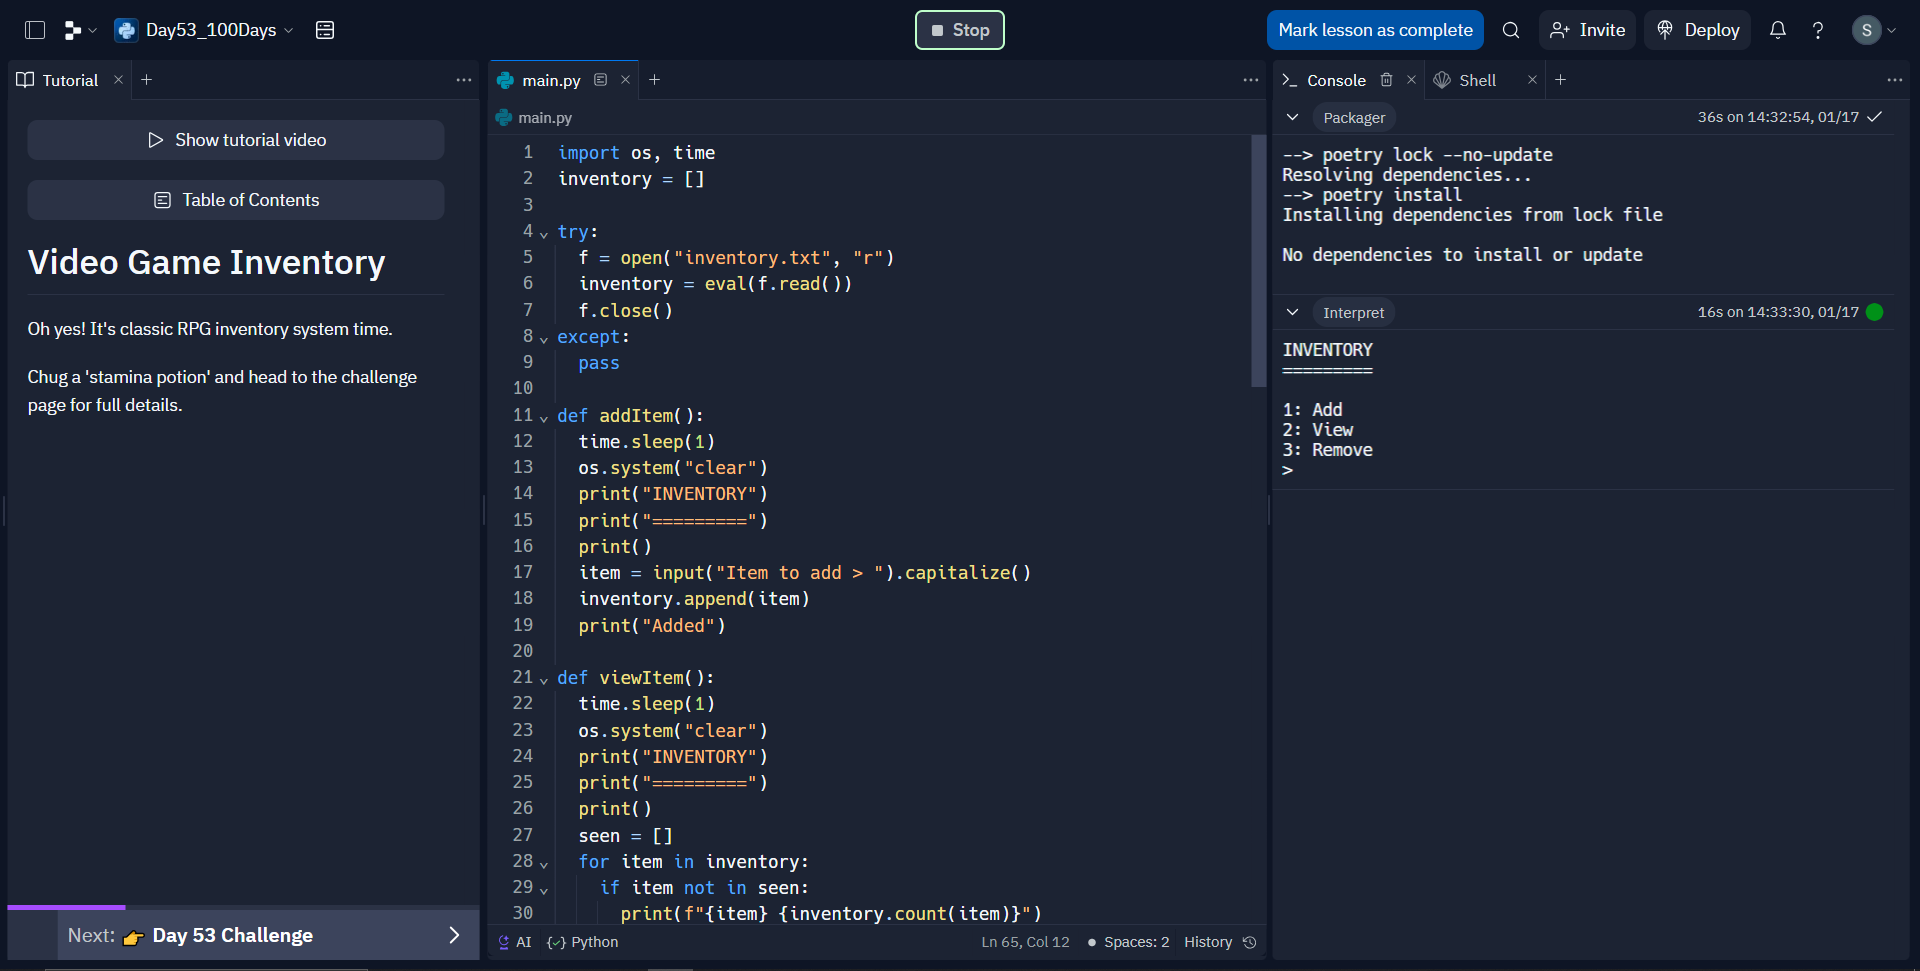 Day53_100Days
Stop
Mark lesson as complete
Invite
Deploy
?
S
Tutorial
Show tutorial video
Table of Contents
Video Game Inventory
Oh yes! It's classic RPG inventory system time.
Chug a 'stamina potion' and head to the challenge
page for full details.
Next: 👉 Day 53 Challenge
main.py
main.py
1 import os, time
2 inventory = []
3
4 try:
5   f = open("inventory.txt", "r")
6   inventory = eval(f.read())
7   f.close()
8 except:
9   pass
10
11 def addItem():
12   time.sleep(1)
13   os.system("clear")
14   print("INVENTORY")
15   print("=========")
16   print()
17   item = input("Item to add > ").capitalize()
18   inventory.append(item)
19   print("Added")
20
21 def viewItem():
22   time.sleep(1)
23   os.system("clear")
24   print("INVENTORY")
25   print("=========")
26   print()
27   seen = []
28   for item in inventory:
29     if item not in seen:
30       print(f"{item} {inventory.count(item)}")
AI
Python
Ln 65, Col 12
Spaces: 2
History
Console
Shell
Packager
36s on 14:32:54, 01/17
--> poetry lock --no-update
Resolving dependencies...
--> poetry install
Installing dependencies from lock file
No dependencies to install or update
Interpret
16s on 14:33:30, 01/17
INVENTORY
=========
1: Add
2: View
3: Remove
>